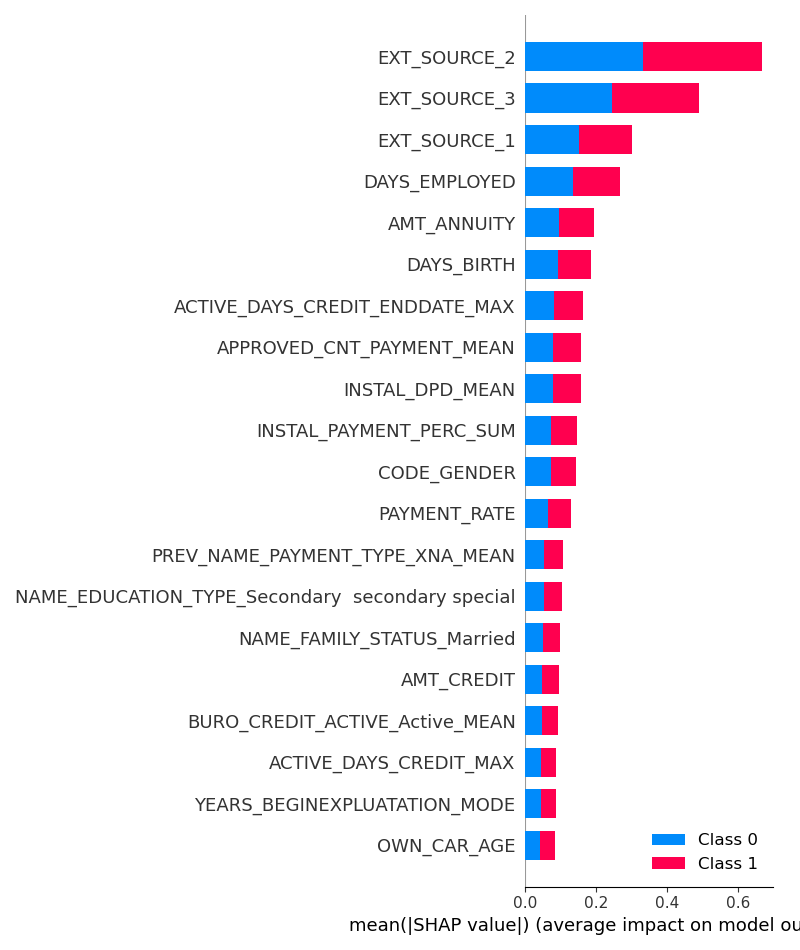 EXT_SOURCE_2
EXT_SOURCE_3
EXT_SOURCE_1
DAYS_EMPLOYED
AMT_ANNUITY
DAYS_BIRTH
ACTIVE_DAYS_CREDIT_ENDDATE_MAX
APPROVED_CNT_PAYMENT_MEAN
INSTAL_DPD_MEAN
INSTAL_PAYMENT_PERC_SUM
CODE_GENDER
PAYMENT_RATE
PREV_NAME_PAYMENT_TYPE_XNA_MEAN
NAME_EDUCATION_TYPE_Secondary  secondary special
NAME_FAMILY_STATUS_Married
AMT_CREDIT
BURO_CREDIT_ACTIVE_Active_MEAN
ACTIVE_DAYS_CREDIT_MAX
YEARS_BEGINEXPLUATATION_MODE
OWN_CAR_AGE
Class 0
Class 1
0.0 0.2 0.4 0.6
mean(|SHAP value|) (average impact on model ou